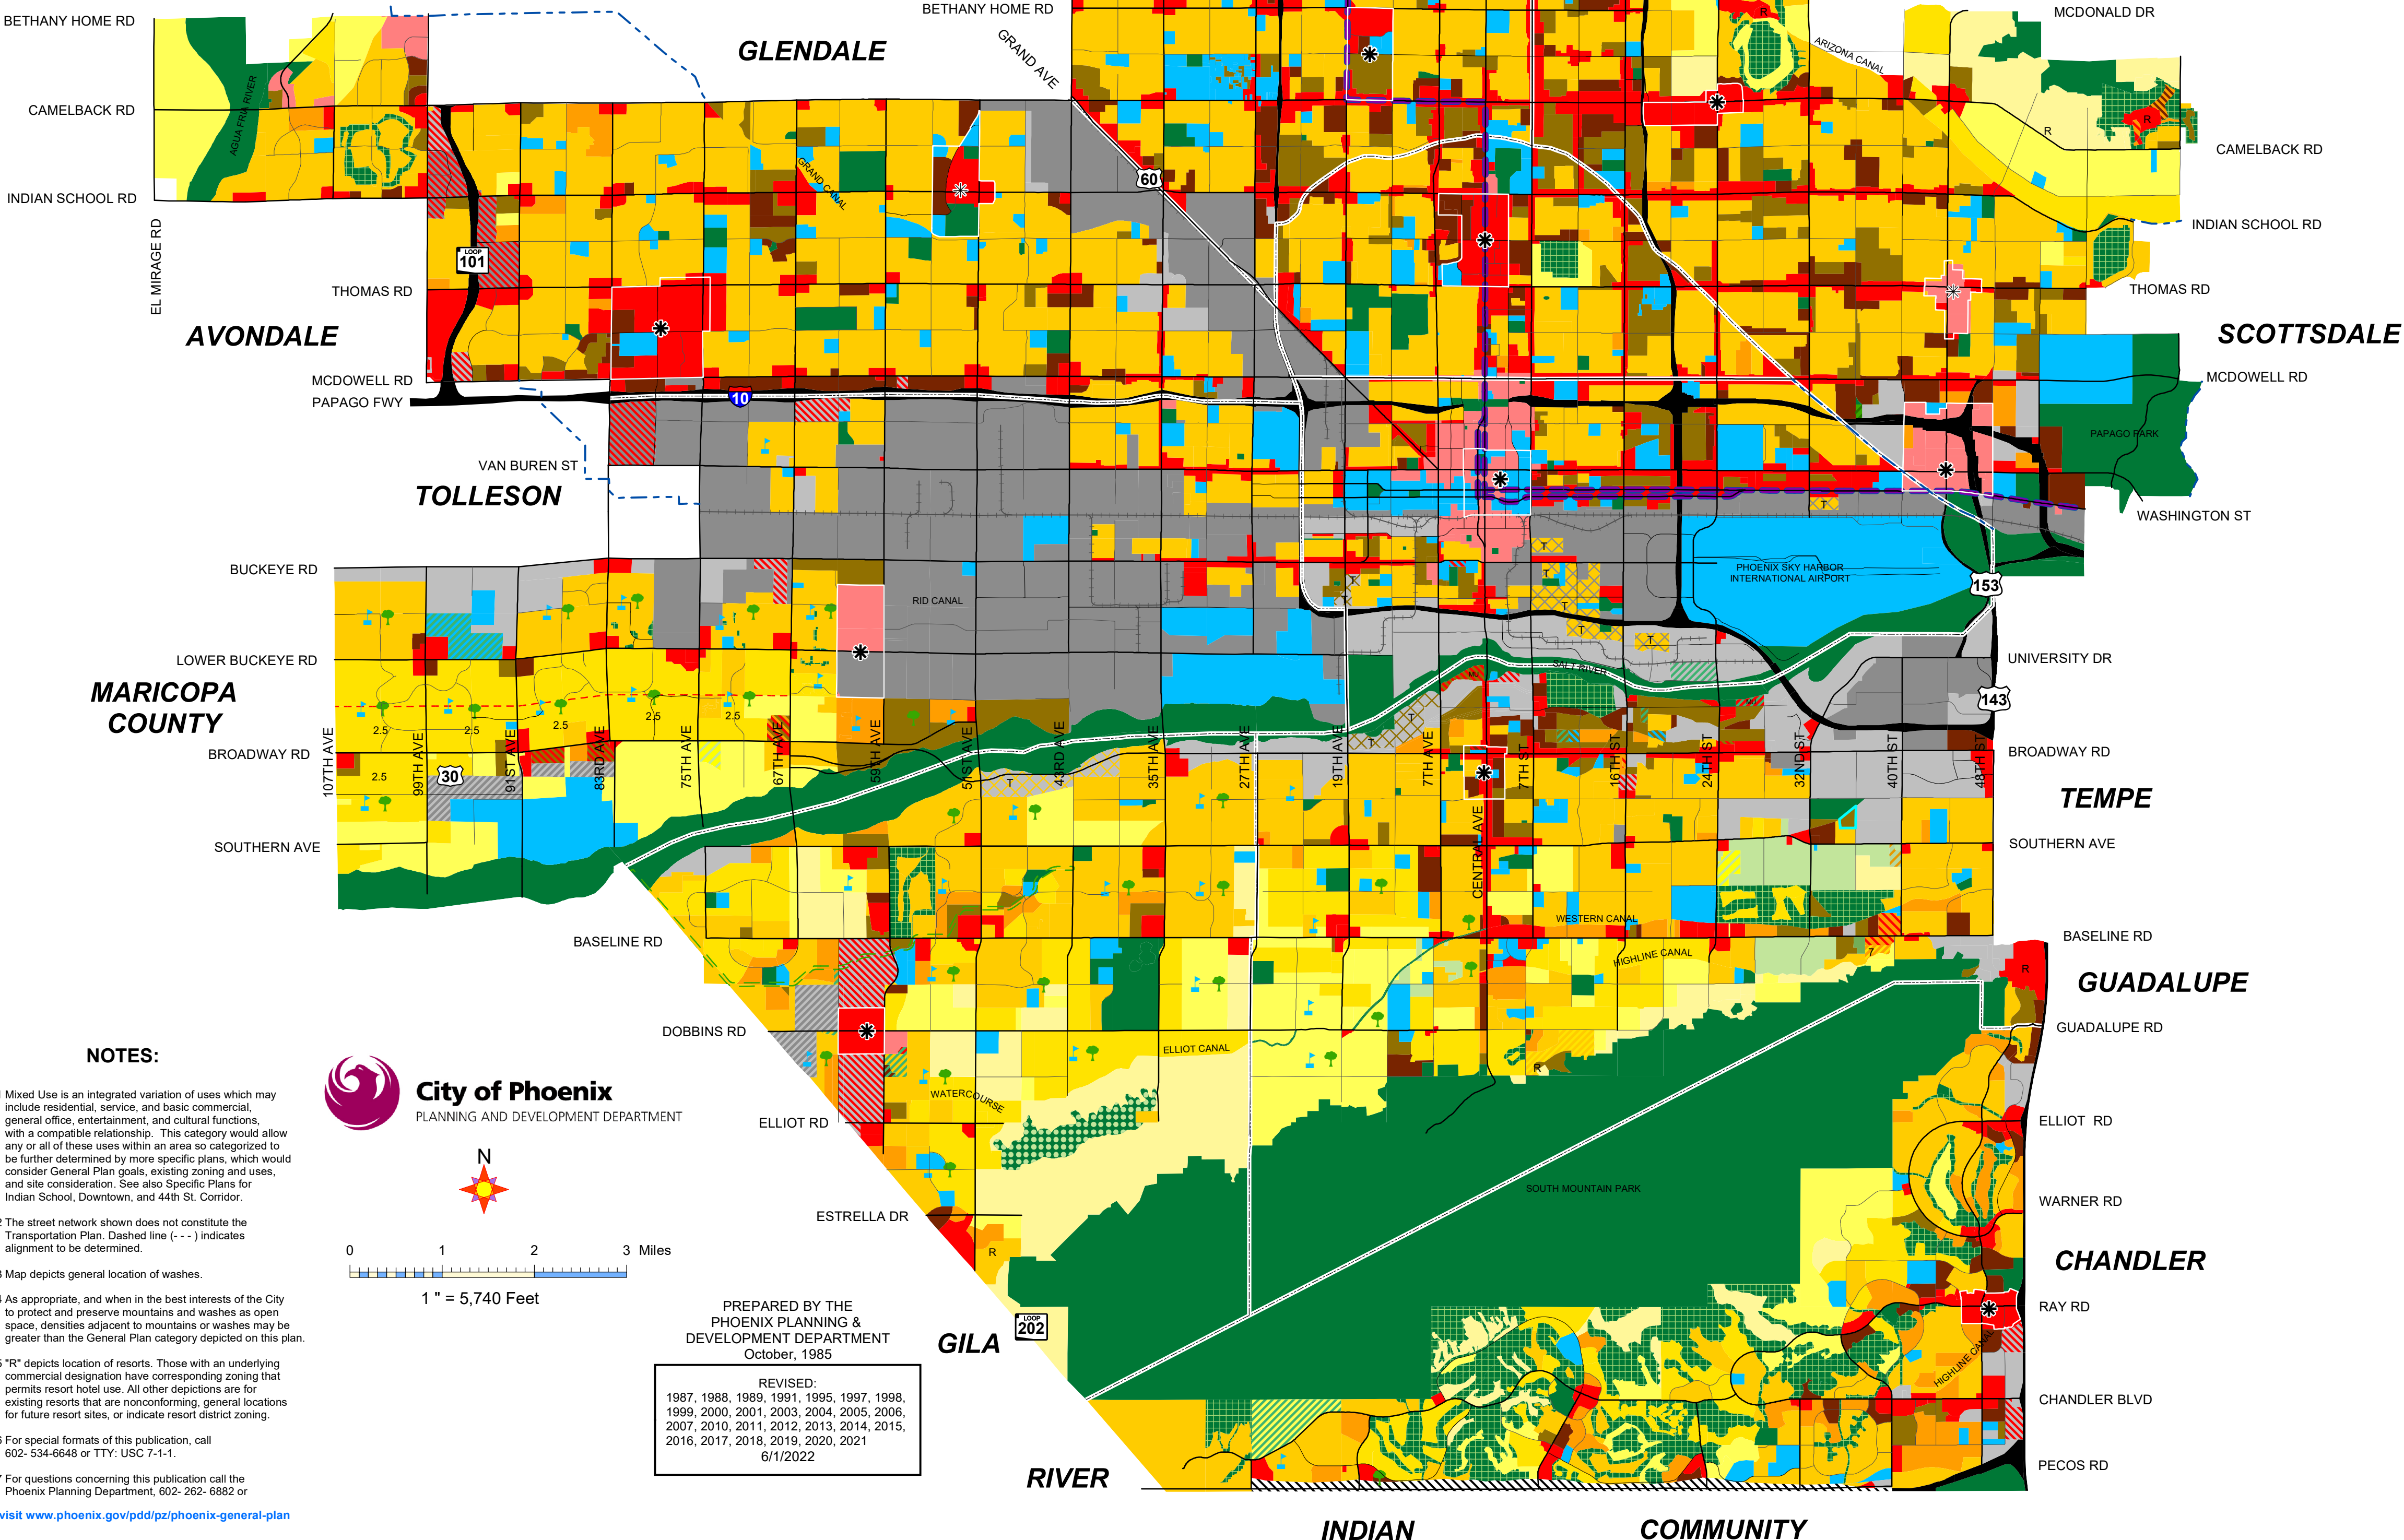 BETHANY HOME RD
BETHANY HOME RD
MCDONALD DR
GRAND AVE
GLENDALE
R
ARIZONA CANAL
CAMELBACK RD
AGUA FRIA RIVER
R
R
CAMELBACK RD
GRAND CANAL
60
INDIAN SCHOOL RD
INDIAN SCHOOL RD
EL MIRAGE RD
LOOP
101
THOMAS RD
THOMAS RD
AVONDALE
SCOTTSDALE
MCDOWELL RD
MCDOWELL RD
PAPAGO FWY
10
PAPAGO PARK
VAN BUREN ST
TOLLESON
T
WASHINGTON ST
T
BUCKEYE RD
PHOENIX SKY HARBOR
INTERNATIONAL AIRPORT
T
T
153
RID CANAL
T
T
T
T
T
LOWER BUCKEYE RD
SALT RIVER
UNIVERSITY DR
MARICOPA
COUNTY
143
2.5
2.5
2.5
2.5
2.5
T
T
BROADWAY RD
BROADWAY RD
107TH AVE
99TH AVE
91ST AVE
83RD AVE
75TH AVE
67TH AVE
59TH AVE
51ST AVE
43RD AVE
35TH AVE
27TH AVE
19TH AVE
7TH AVE
CENTRAL AVE
7TH ST
16TH ST
24TH ST
32ND ST
40TH ST
48TH ST
2.5
30
T
TEMPE
SOUTHERN AVE
SOUTHERN AVE
WESTERN CANAL
BASELINE RD
BASELINE RD
HIGHLINE CANAL
7
R
GUADALUPE
DOBBINS RD
GUADALUPE RD
ELLIOT CANAL
R
WATERCOURSE
ELLIOT RD
ELLIOT RD
SOUTH MOUNTAIN PARK
WARNER RD
ESTRELLA DR
R
CHANDLER
RAY RD
LOOP
202
GILA
HIGHLINE CANAL
CHANDLER BLVD
PECOS RD
RIVER
INDIAN
COMMUNITY
NOTES:
Mixed Use is an integrated variation of uses which may
include residential, service, and basic commercial,
general office, entertainment, and cultural functions,
with a compatible relationship. This category would allow
any or all of these uses within an area so categorized to
be further determined by more specific plans, which would
consider General Plan goals, existing zoning and uses,
and site consideration. See also Specific Plans for
Indian School, Downtown, and 44th St. Corridor.
2 The street network shown does not constitute the
Transportation Plan. Dashed line (- - - ) indicates
alignment to be determined.
3 Map depicts general location of washes.
4 As appropriate, and when in the best interests of the City
to protect and preserve mountains and washes as open
space, densities adjacent to mountains or washes may be
greater than the General Plan category depicted on this plan.
5 "R" depicts location of resorts. Those with an underlying
commercial designation have corresponding zoning that
permits resort hotel use. All other depictions are for
existing resorts that are nonconforming, general locations
for future resort sites, or indicate resort district zoning.
6 For special formats of this publication, call
602- 534-6648 or TTY: USC 7-1-1.
7 For questions concerning this publication call the
Phoenix Planning Department, 602- 262- 6882 or
visit www.phoenix.gov/pdd/pz/phoenix-general-plan
City of Phoenix
PLANNING AND DEVELOPMENT DEPARTMENT
N
0 1 2 3 Miles
1 " = 5,740 Feet
PREPARED BY THE
PHOENIX PLANNING &
DEVELOPMENT DEPARTMENT
October, 1985
REVISED:
1987, 1988, 1989, 1991, 1995, 1997, 1998,
1999, 2000, 2001, 2003, 2004, 2005, 2006,
2007, 2010, 2011, 2012, 2013, 2014, 2015,
2016, 2017, 2018, 2019, 2020, 2021
6/1/2022